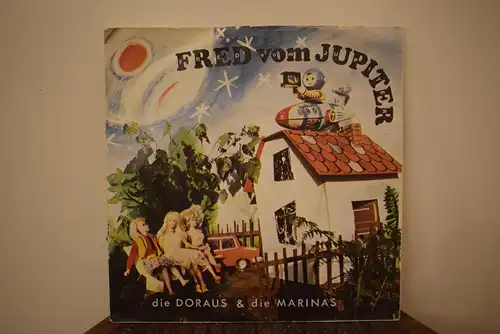 FRED vom JUPITER
die DORAUS & die MARINAS